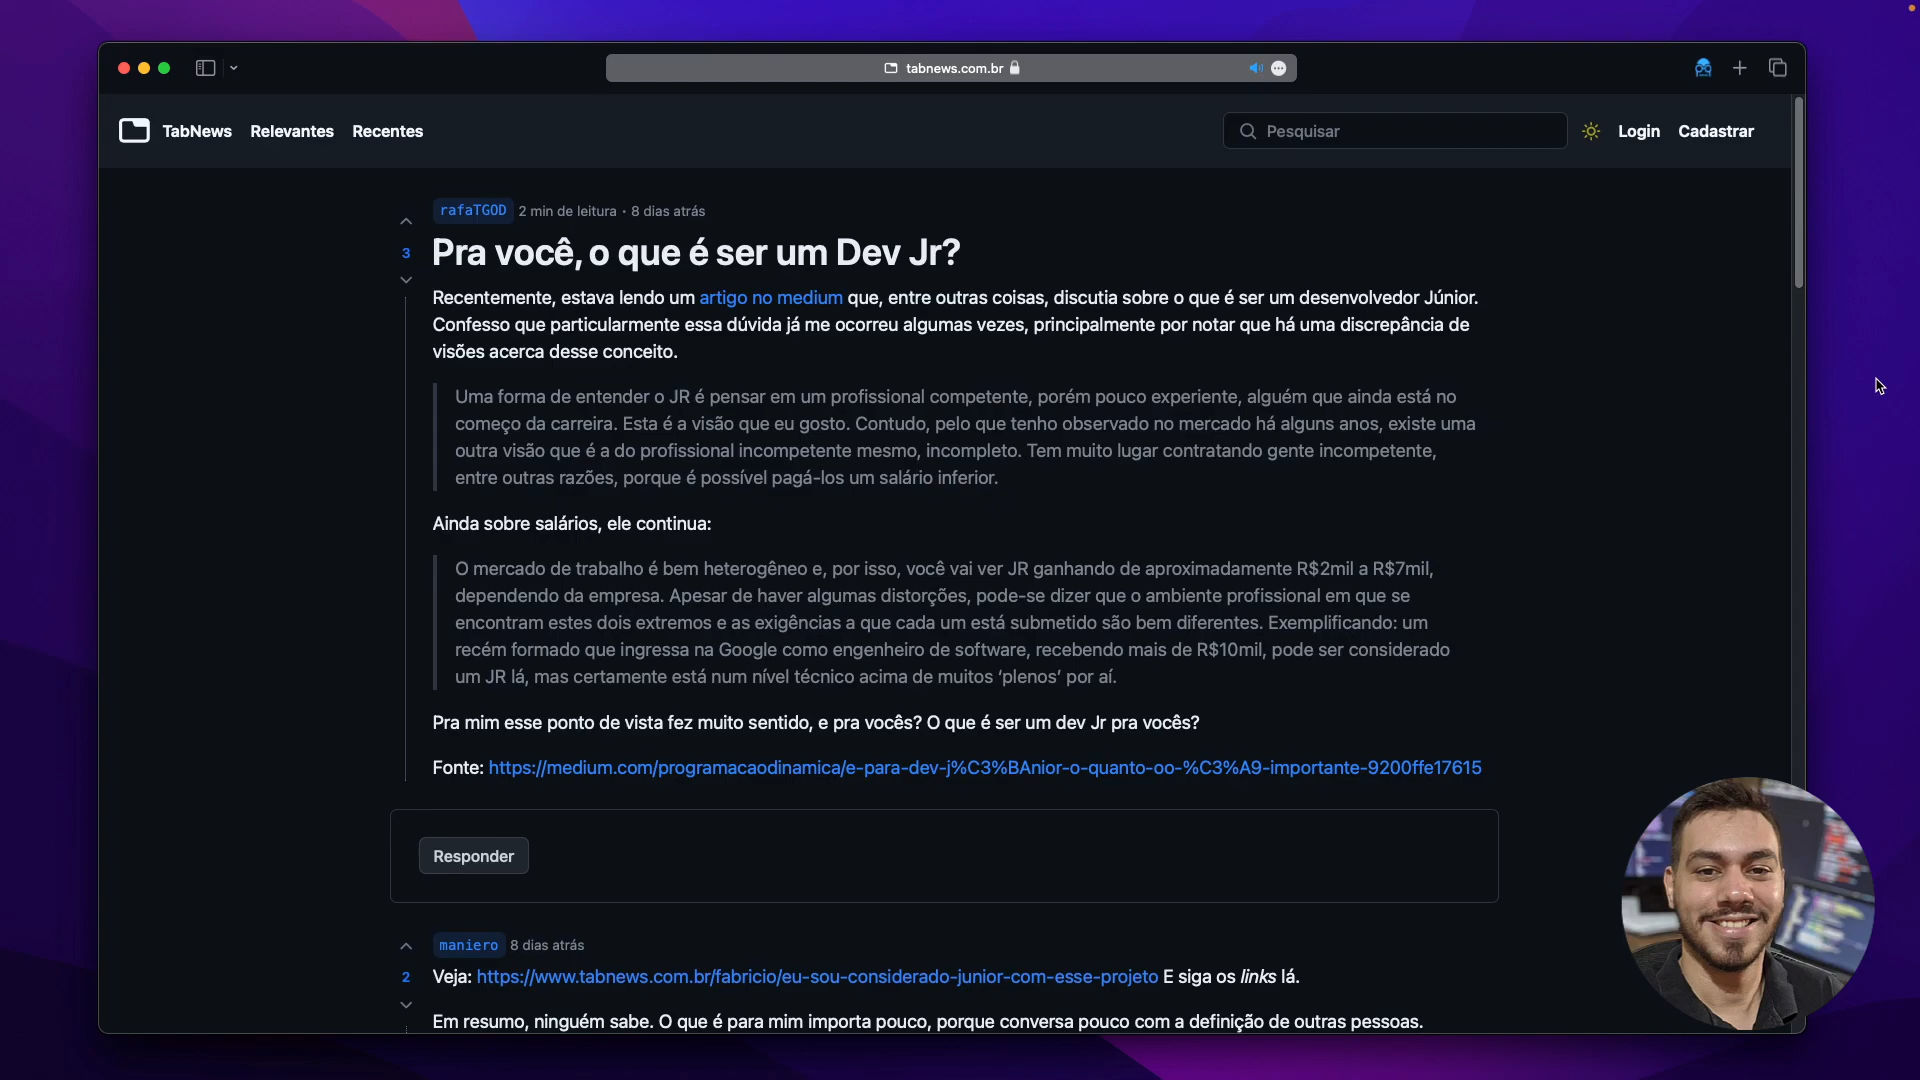 tabnews.com.br
TabNews Relevantes Recentes
Pesquisar
Login Cadastrar
rafaTGOD 2 min de leitura · 8 dias atrás
3
Pra você, o que é ser um Dev Jr?
Recentemente, estava lendo um artigo no medium que, entre outras coisas, discutia sobre o que é ser um desenvolvedor Júnior.
Confesso que particularmente essa dúvida já me ocorreu algumas vezes, principalmente por notar que há uma discrepância de
visões acerca desse conceito.
Uma forma de entender o JR é pensar em um profissional competente, porém pouco experiente, alguém que ainda está no
começo da carreira. Esta é a visão que eu gosto. Contudo, pelo que tenho observado no mercado há alguns anos, existe uma
outra visão que é a do profissional incompetente mesmo, incompleto. Tem muito lugar contratando gente incompetente,
entre outras razões, porque é possível pagá-los um salário inferior.
Ainda sobre salários, ele continua:
O mercado de trabalho é bem heterogêneo e, por isso, você vai ver JR ganhando de aproximadamente R$2mil a R$7mil,
dependendo da empresa. Apesar de haver algumas distorções, pode-se dizer que o ambiente profissional em que se
encontram estes dois extremos e as exigências a que cada um está submetido são bem diferentes. Exemplificando: um
recém formado que ingressa na Google como engenheiro de software, recebendo mais de R$10mil, pode ser considerado
um JR lá, mas certamente está num nível técnico acima de muitos ‘plenos’ por aí.
Pra mim esse ponto de vista fez muito sentido, e pra vocês? O que é ser um dev Jr pra vocês?
Fonte: https://medium.com/programacaodinamica/e-para-dev-j%C3%BAnior-o-quanto-oo-%C3%A9-importante-9200ffe17615
Responder
maniero 8 dias atrás
2
Veja: https://www.tabnews.com.br/fabricio/eu-sou-considerado-junior-com-esse-projeto E siga os links lá.
Em resumo, ninguém sabe. O que é para mim importa pouco, porque conversa pouco com a definição de outras pessoas.